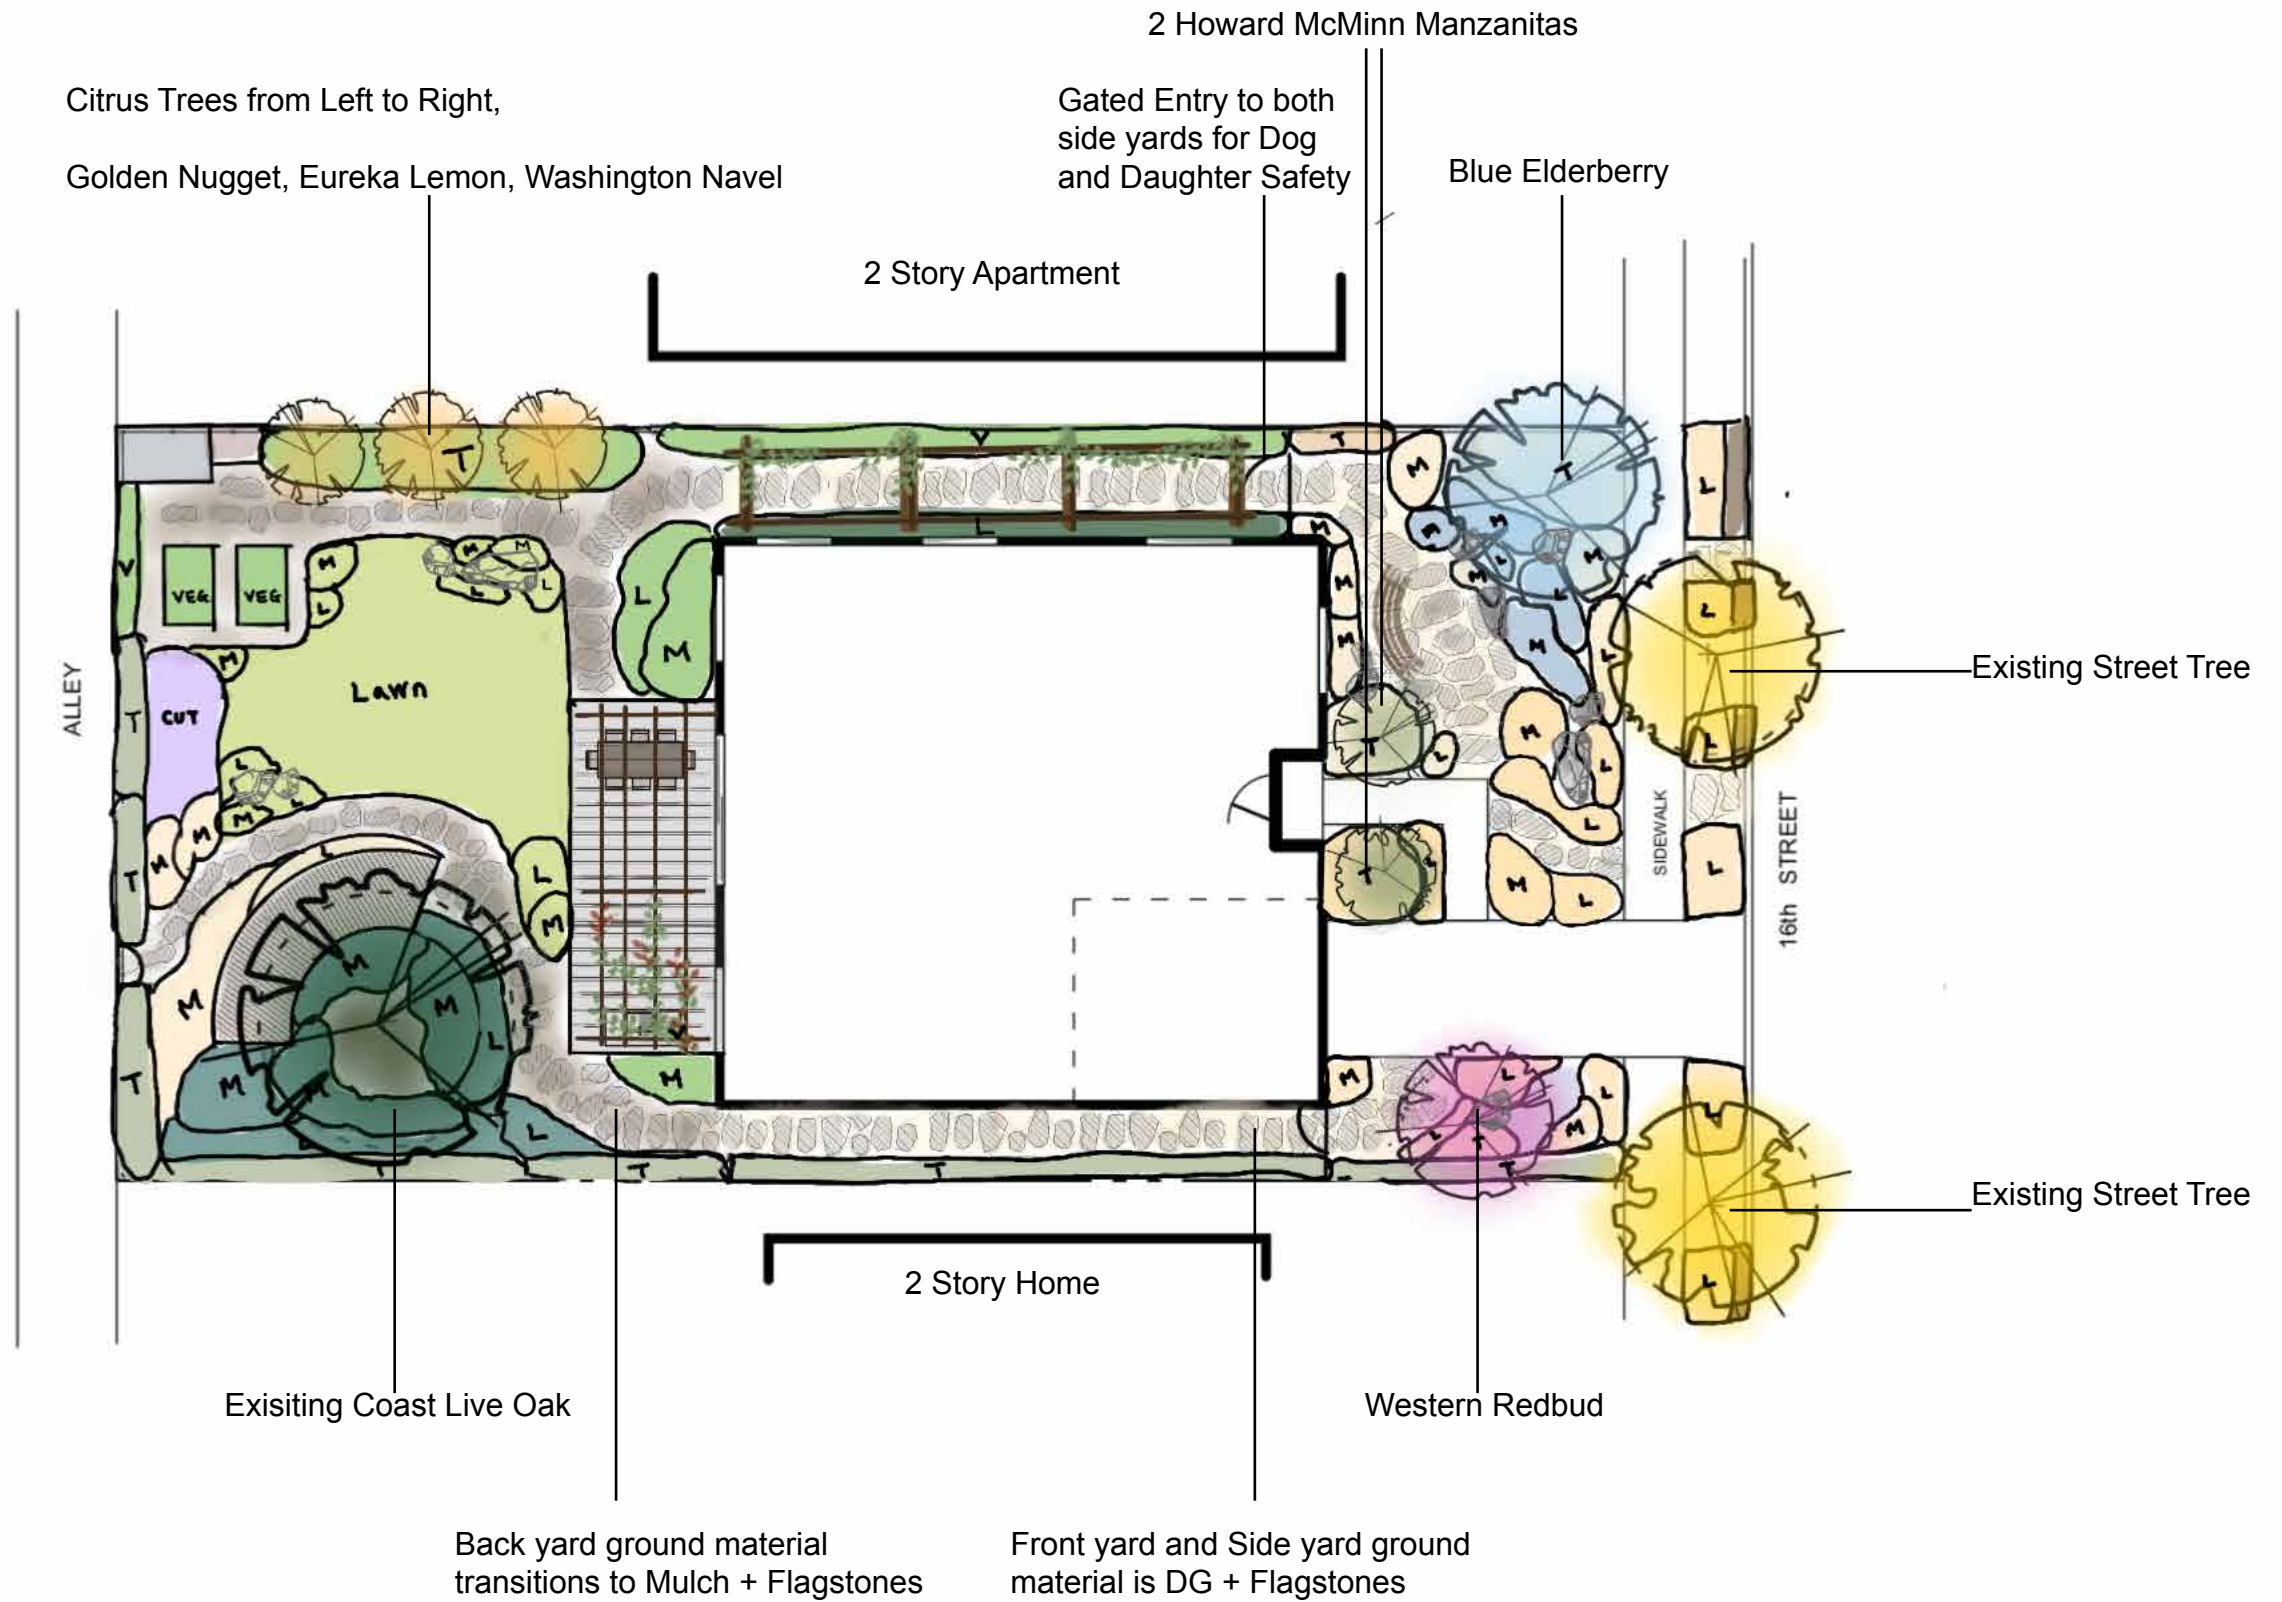 2 Howard McMinn Manzanitas
Citrus Trees from Left to Right,
Golden Nugget, Eureka Lemon, Washington Navel
Gated Entry to both
side yards for Dog
and Daughter Safety
Blue Elderberry
2 Story Apartment
T
V
T
M
T
L
L
M
M
M
M
L
M
M
L
L
V
M
L
M
M
L
L
M
M
L
VEG
VEG
L
M
M
Lawn
CUT
T
T
M
L
L
L
L
L
M
L
L
M
M
M
L
T
L
M
L
L
L
M
M
M
M
L
T
M
M
L
L
V
M
M
L
L
M
L
T
T
T
T
T
L
ALLEY
SIDEWALK
16th STREET
Existing Street Tree
Existing Street Tree
2 Story Home
Exisiting Coast Live Oak
Western Redbud
Back yard ground material
transitions to Mulch + Flagstones
Front yard and Side yard ground
material is DG + Flagstones